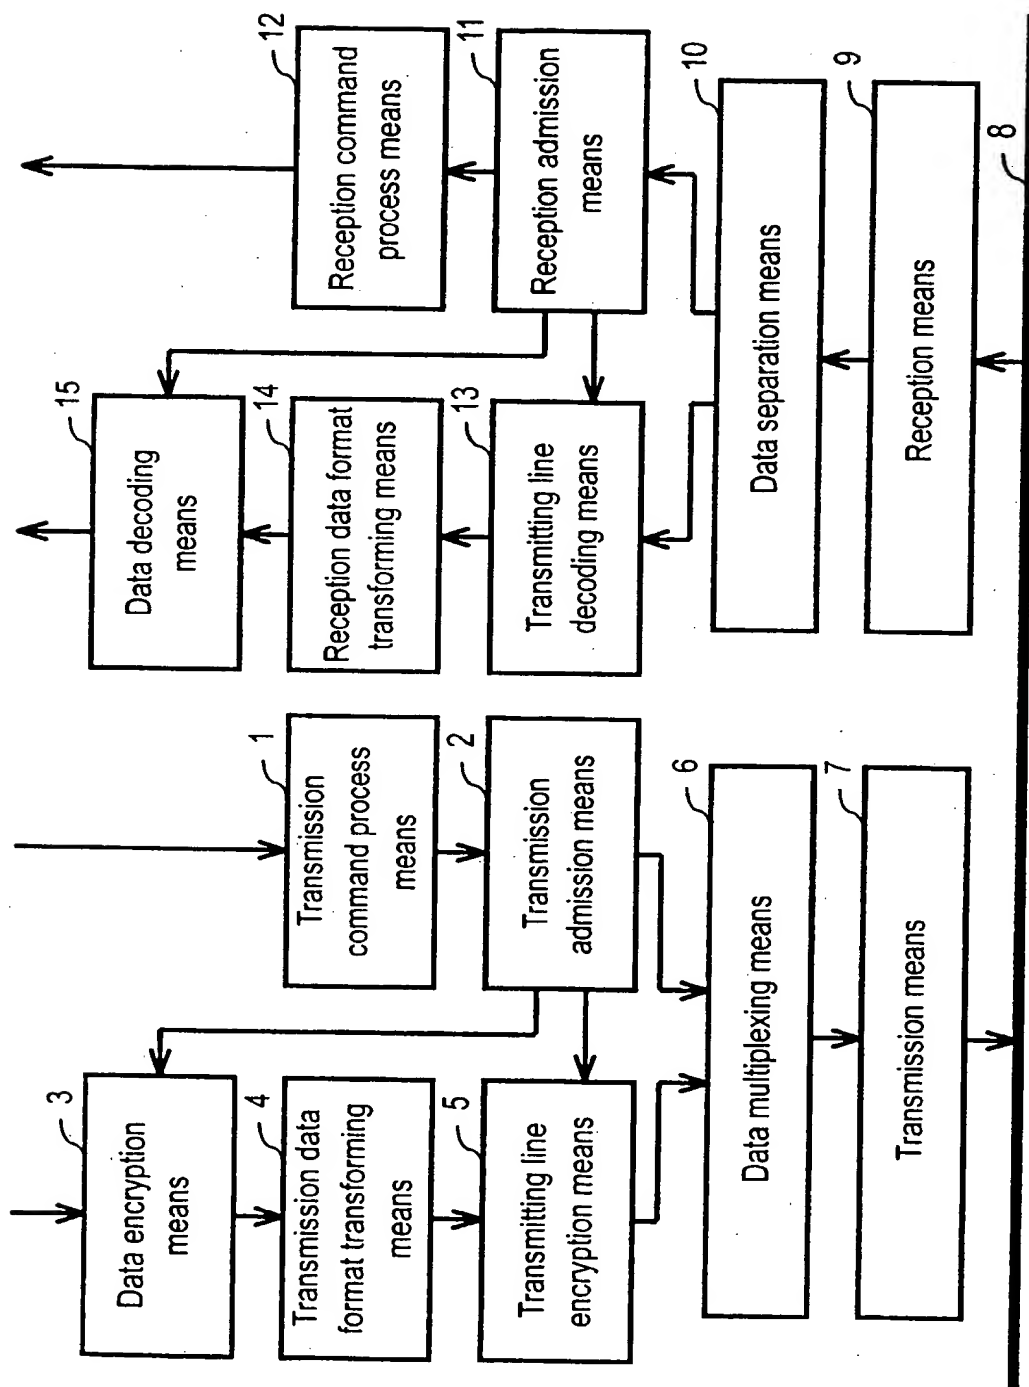 3
Data encryption
means
4
Transmission data
format transforming
means
5
Transmitting line
encryption means
1
Transmission
command process
means
2
Transmission
admission means
6
Data multiplexing means
7
Transmission means
15
Data decoding
means
14
Reception data format
transforming means
13
Transmitting line
decoding means
12
Reception command
process means
11
Reception admission
means
10
Data separation means
9
Reception means
8